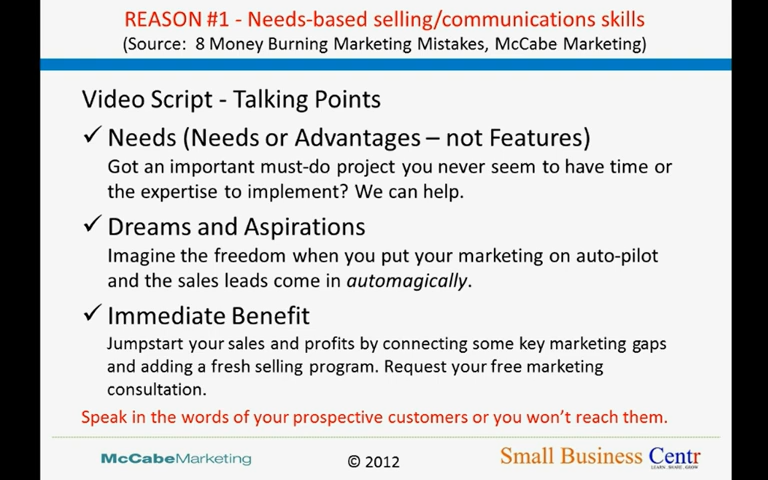 REASON #1 - Needs-based selling/communications skills
(Source: 8 Money Burning Marketing Mistakes, McCabe Marketing)
Video Script - Talking Points
✓ Needs (Needs or Advantages – not Features)
Got an important must-do project you never seem to have time or
the expertise to implement? We can help.
✓ Dreams and Aspirations
Imagine the freedom when you put your marketing on auto-pilot
and the sales leads come in automagically.
✓ Immediate Benefit
Jumpstart your sales and profits by connecting some key marketing gaps
and adding a fresh selling program. Request your free marketing
consultation.
Speak in the words of your prospective customers or you won't reach them.
McCabeMarketing
© 2012
Small Business Centr
LEARN . SHARE . GROW